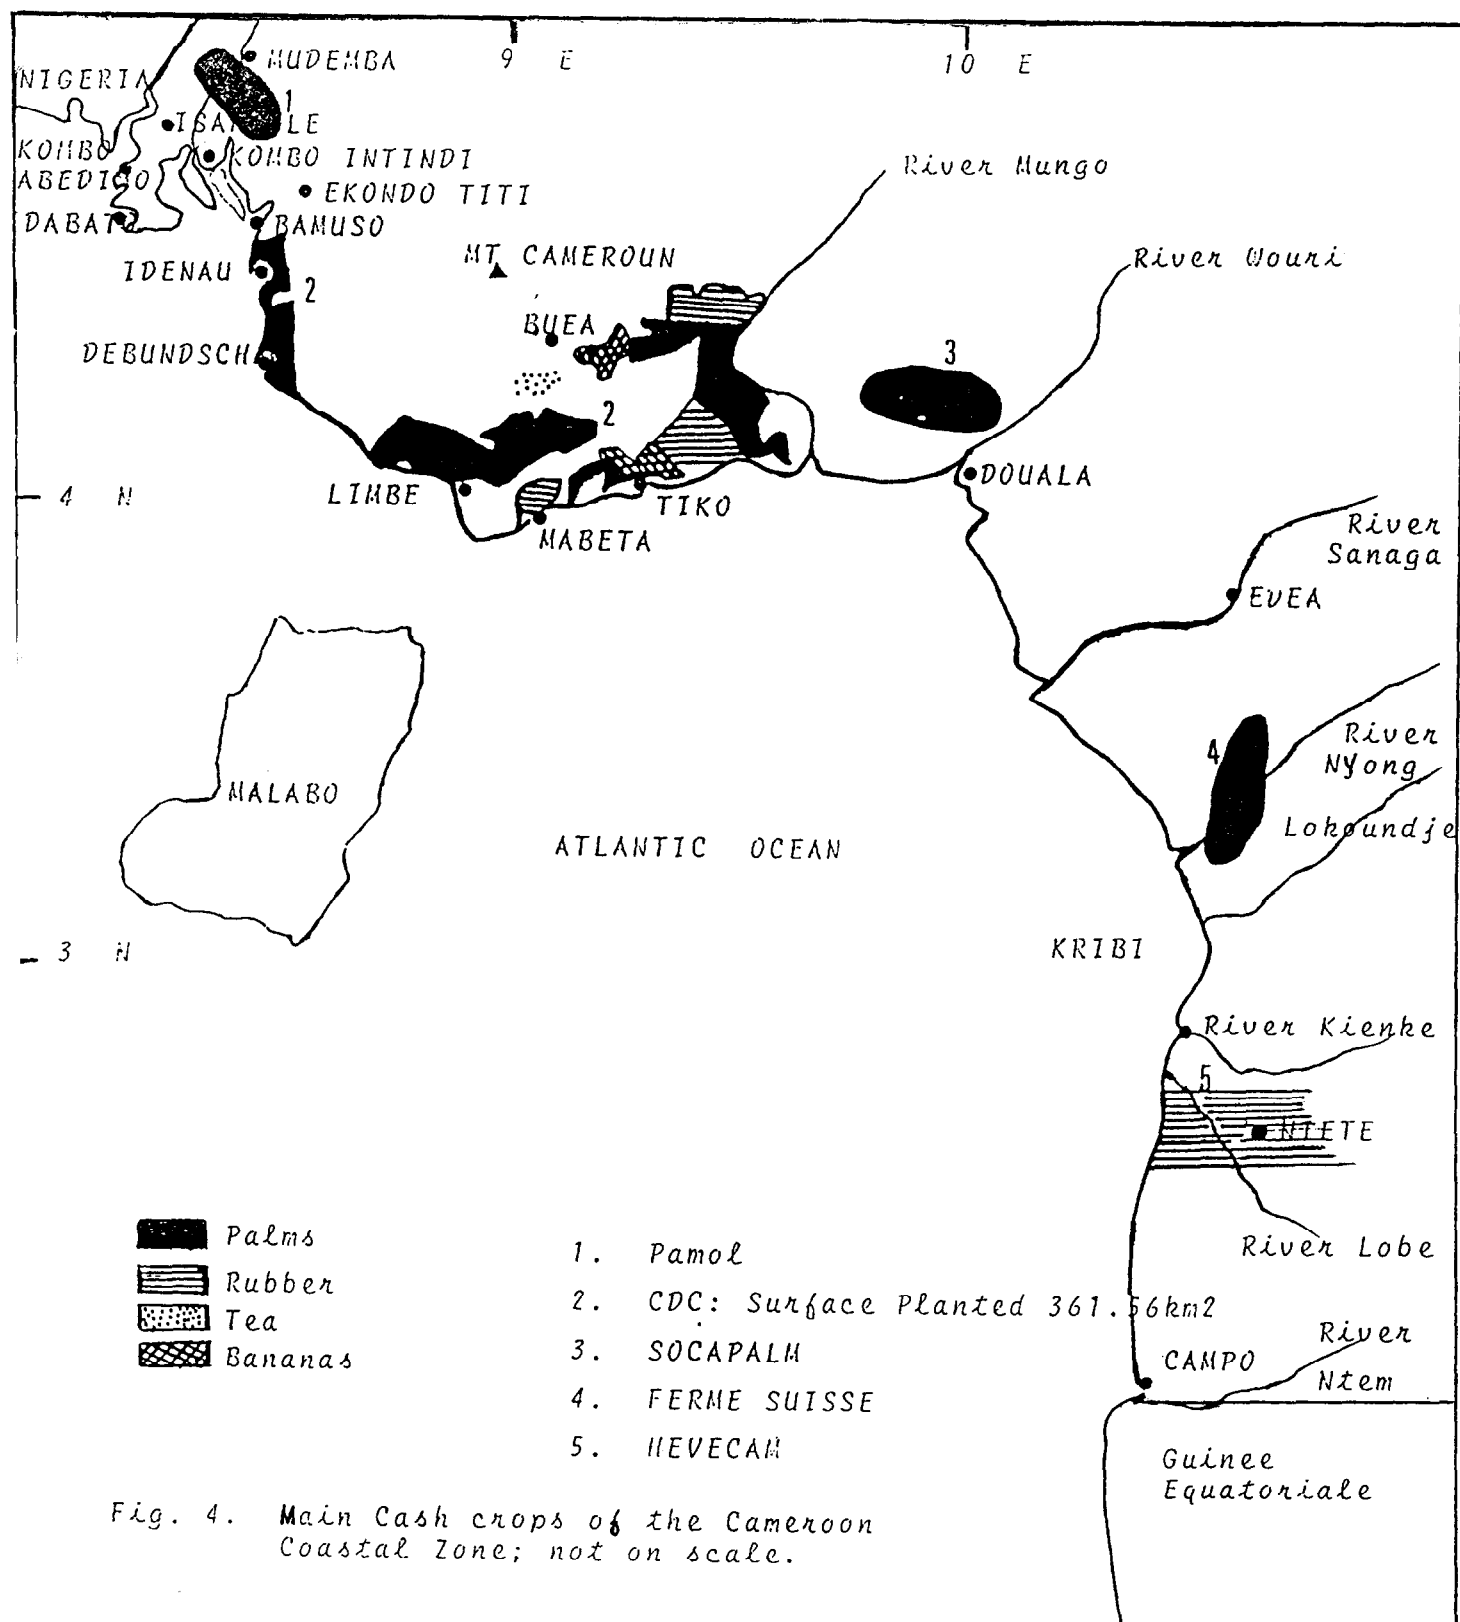 9 E
10 E
MUDEMBA
NIGERIA
1
KOMBO
ABEDIMO
KOMBO INTINDI
EKONDO TITI
BAMUSO
River Mungo
IDENAU
2
MT CAMEROUN
River Wouri
BUEA
3
2
LIMBE
TIKO
MABETA
DOUALA
4 N
River
Sanaga
EVEA
4
River
Nyong
MALABO
Lokoundje
ATLANTIC OCEAN
KRIBI
3 N
River Kienke
5
NIETE
River Lobe
Palms
Rubber
Tea
Bananas
1. Pamol
2. CDC: Surface Planted 361.56km2
3. SOCAPALM
4. FERME SUISSE
5. HEVECAM
River
Ntem
CAMPO
Guinee
Equatoriale
Fig. 4. Main Cash crops of the Cameroon
Coastal Zone; not on scale.